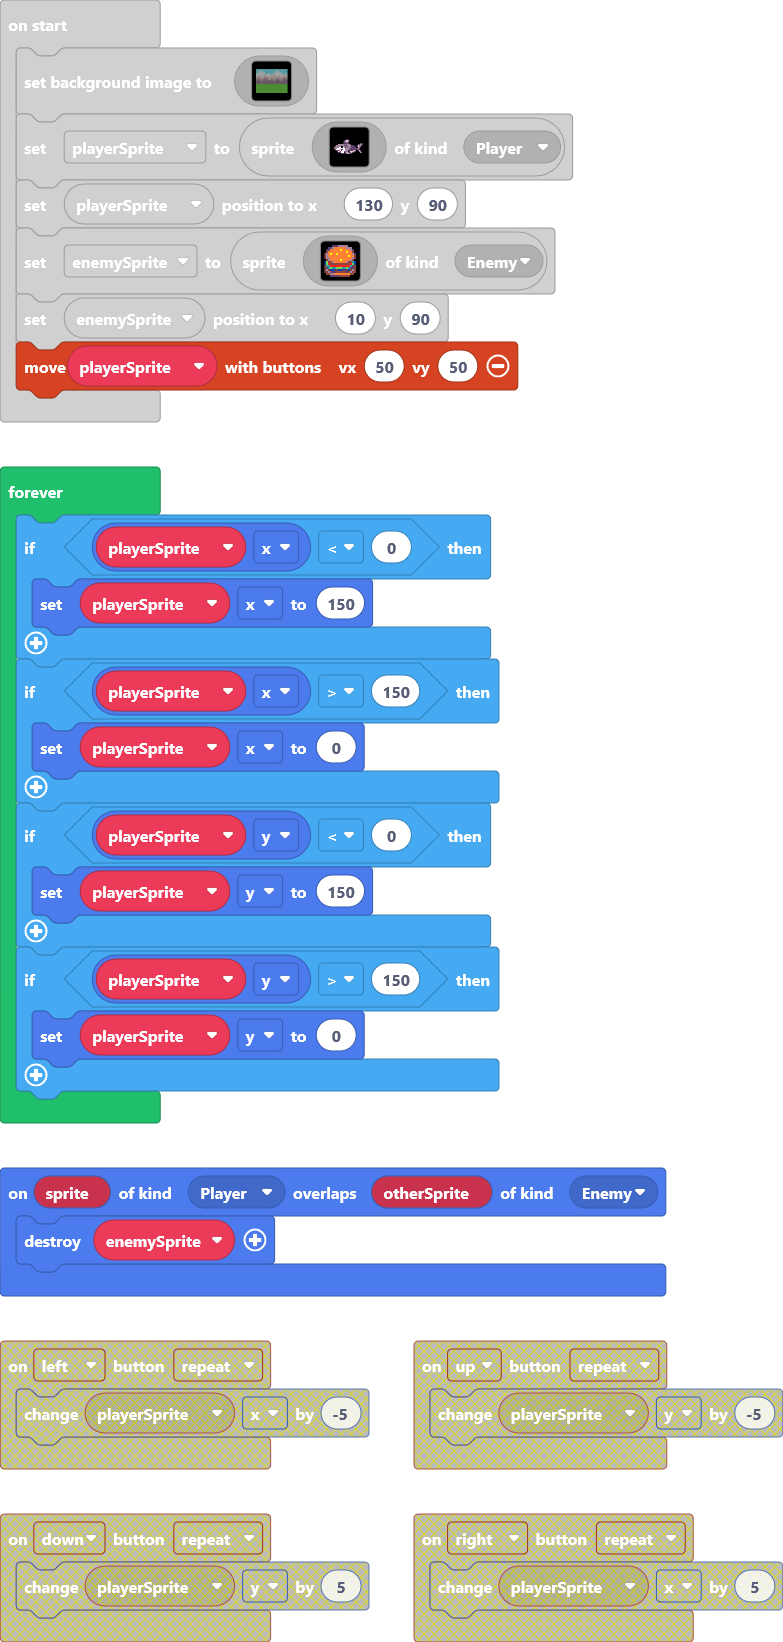 on start
set background image to
set playerSprite to sprite of kind Player
set playerSprite position to x 130 y 90
set enemySprite to sprite of kind Enemy
set enemySprite position to x 10 y 90
move playerSprite with buttons vx 50 vy 50
forever
if playerSprite x < 0 then
set playerSprite x to 150
if playerSprite x > 150 then
set playerSprite x to 0
if playerSprite y < 0 then
set playerSprite y to 150
if playerSprite y > 150 then
set playerSprite y to 0
on sprite of kind Player overlaps otherSprite of kind Enemy
destroy enemySprite
on left button repeat
change playerSprite x by -5
on up button repeat
change playerSprite y by -5
on down button repeat
change playerSprite y by 5
on right button repeat
change playerSprite x by 5